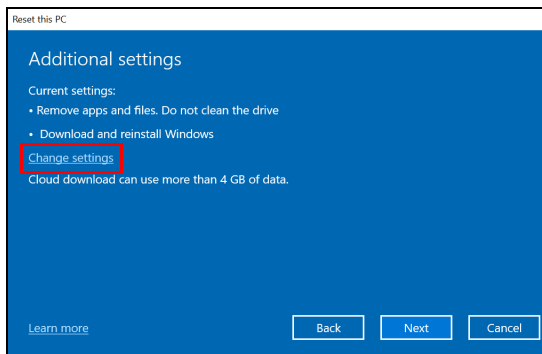 Reset this PC
Additional settings
Current settings:
• Remove apps and files. Do not clean the drive
• Download and reinstall Windows
Change settings
Cloud download can use more than 4 GB of data.
Learn more
Back
Next
Cancel